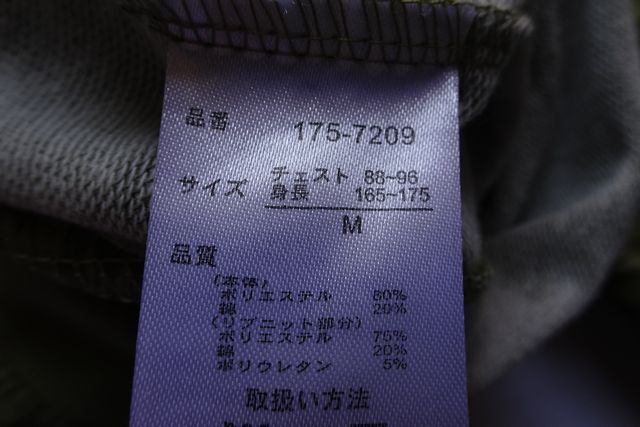 品番 175-7209
サイズ チェスト 88~96
身長 165~175
M
品質
(本体)
ポリエステル 80%
綿 20%
(リブニット部分)
ポリエステル 75%
綿 20%
ポリウレタン 5%
取扱い方法